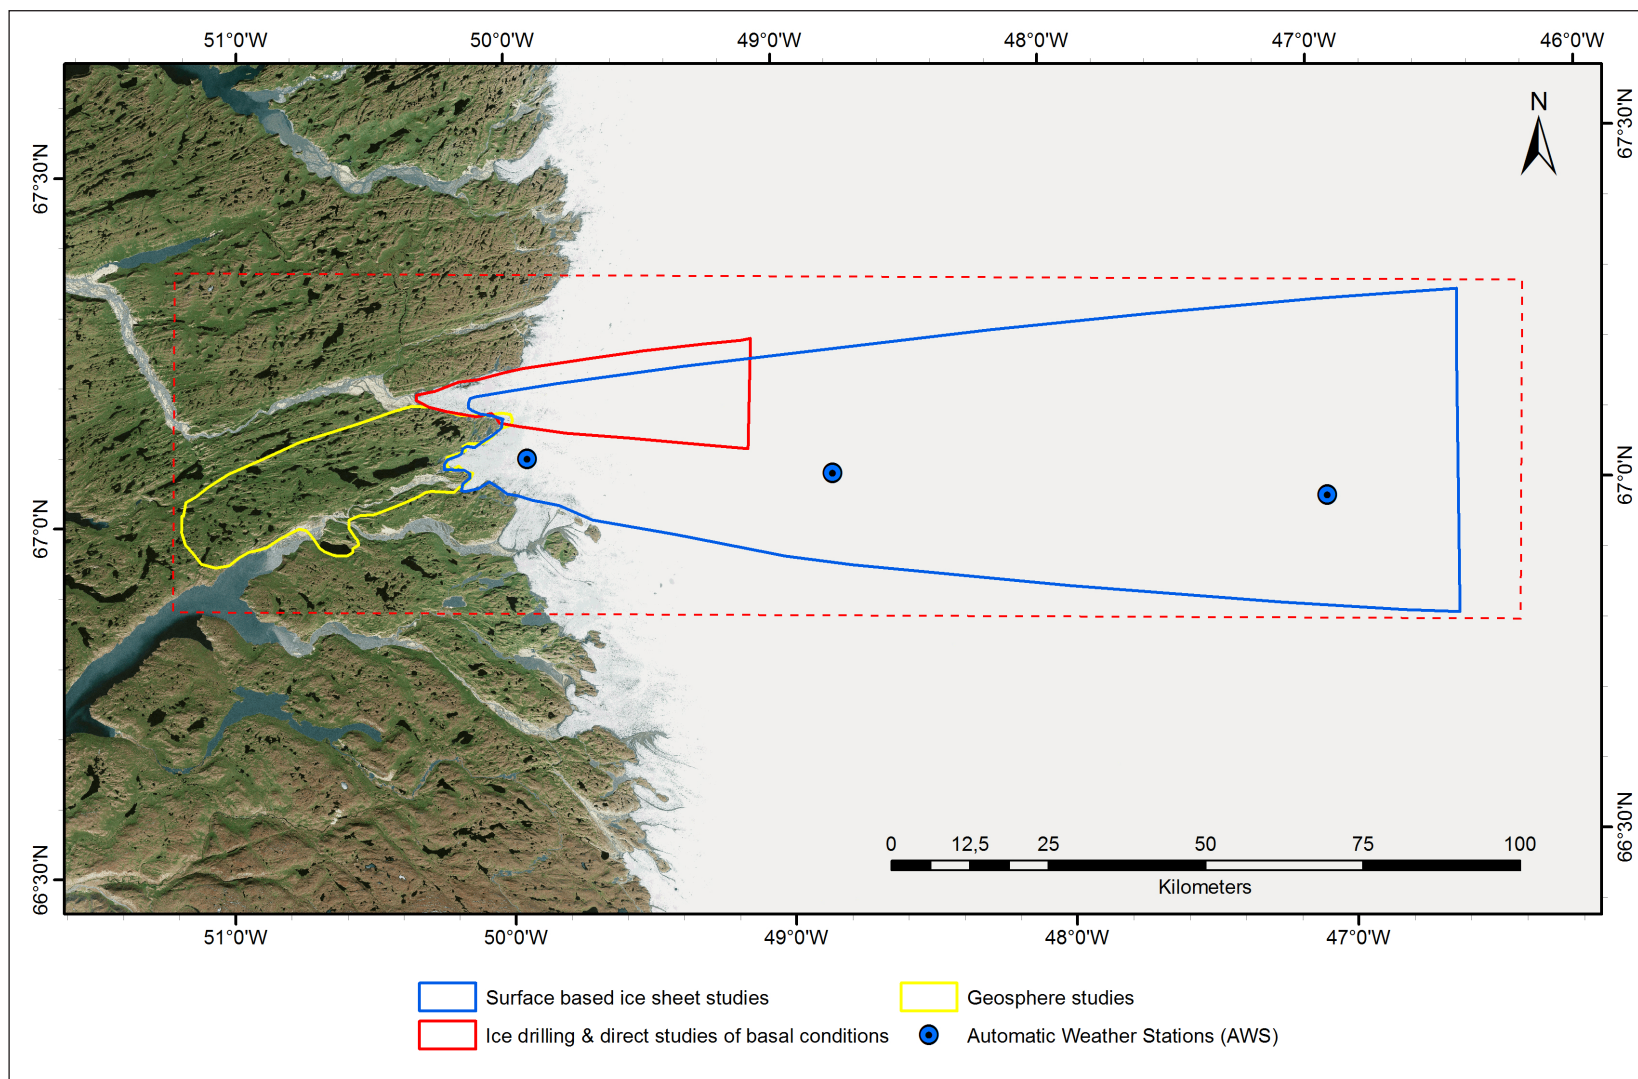 51°0'W 50°0'W 49°0'W 48°0'W 47°0'W 46°0'W
N
67°30'N
67°30'N
67°0'N
67°0'N
66°30'N
66°30'N
0 12,5 25 50 75 100
Kilometers
51°0'W 50°0'W 49°0'W 48°0'W 47°0'W
Surface based ice sheet studies
Geosphere studies
Ice drilling & direct studies of basal conditions
Automatic Weather Stations (AWS)